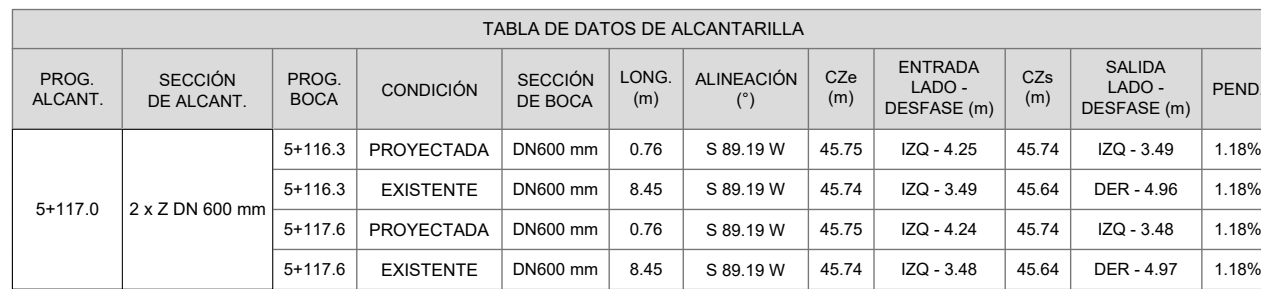 TABLA DE DATOS DE ALCANTARILLA
PROG. ALCANT. SECCIÓN DE ALCANT. PROG. BOCA CONDICIÓN SECCIÓN DE BOCA LONG. (m) ALINEACIÓN (°) CZe (m) ENTRADA LADO - DESFASE (m) CZs (m) SALIDA LADO - DESFASE (m) PEND.
5+117.0 2 x Z DN 600 mm
5+116.3 PROYECTADA DN600 mm 0.76 S 89.19 W 45.75 IZQ - 4.25 45.74 IZQ - 3.49 1.18%
5+116.3 EXISTENTE DN600 mm 8.45 S 89.19 W 45.74 IZQ - 3.49 45.64 DER - 4.96 1.18%
5+117.6 PROYECTADA DN600 mm 0.76 S 89.19 W 45.75 IZQ - 4.24 45.74 IZQ - 3.48 1.18%
5+117.6 EXISTENTE DN600 mm 8.45 S 89.19 W 45.74 IZQ - 3.48 45.64 DER - 4.97 1.18%